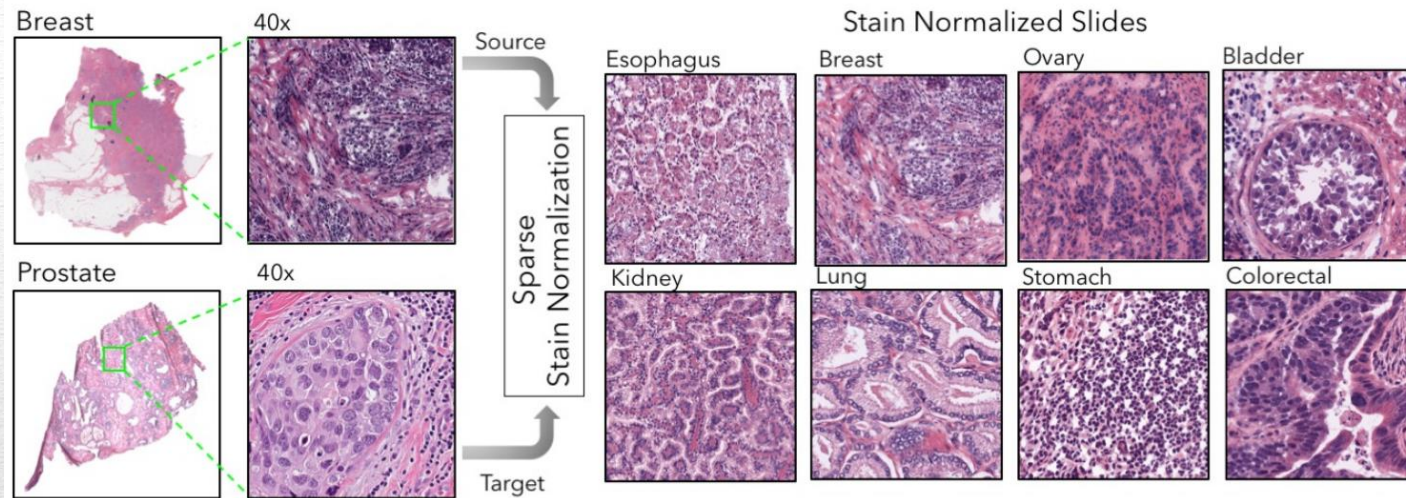 Breast
40x
Source
Prostate
40x
Target
Sparse
Stain Normalization
Stain Normalized Slides
Esophagus
Breast
Ovary
Bladder
Kidney
Lung
Stomach
Colorectal